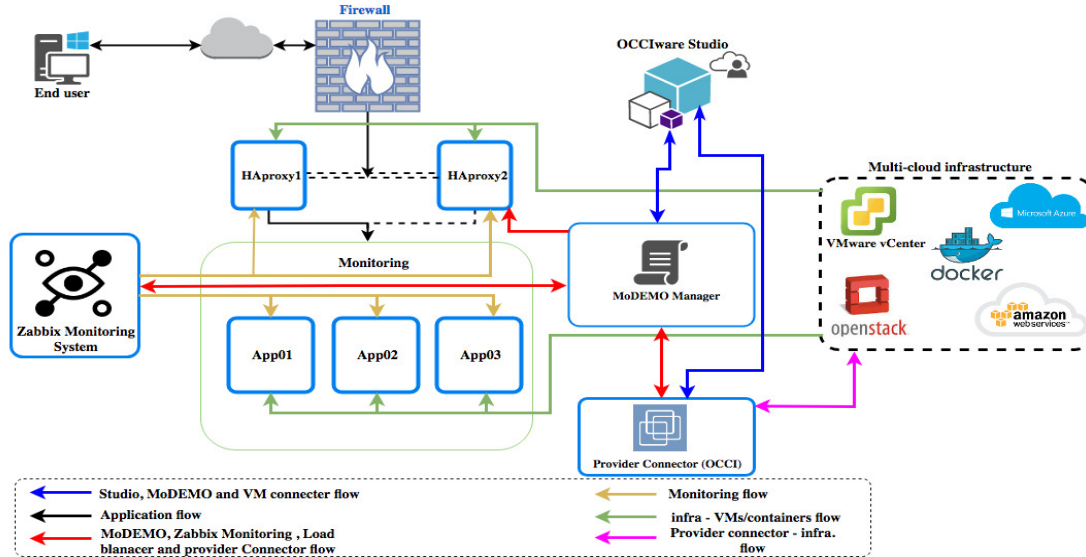 Firewall
OCCIware Studio
End user
HAproxy1
HAproxy2
Multi-cloud infrastructure
Microsoft Azure
VMware vCenter
docker
Monitoring
MoDEMO Manager
Zabbix Monitoring
System
openstack
amazon
web services™
App01
App02
App03
Provider Connector (OCCI)
Studio, MoDEMO and VM connecter flow
Application flow
MoDEMO, Zabbix Monitoring , Load
blanacer and provider Connector flow
Monitoring flow
infra - VMs/containers flow
Provider connector - infra.
flow